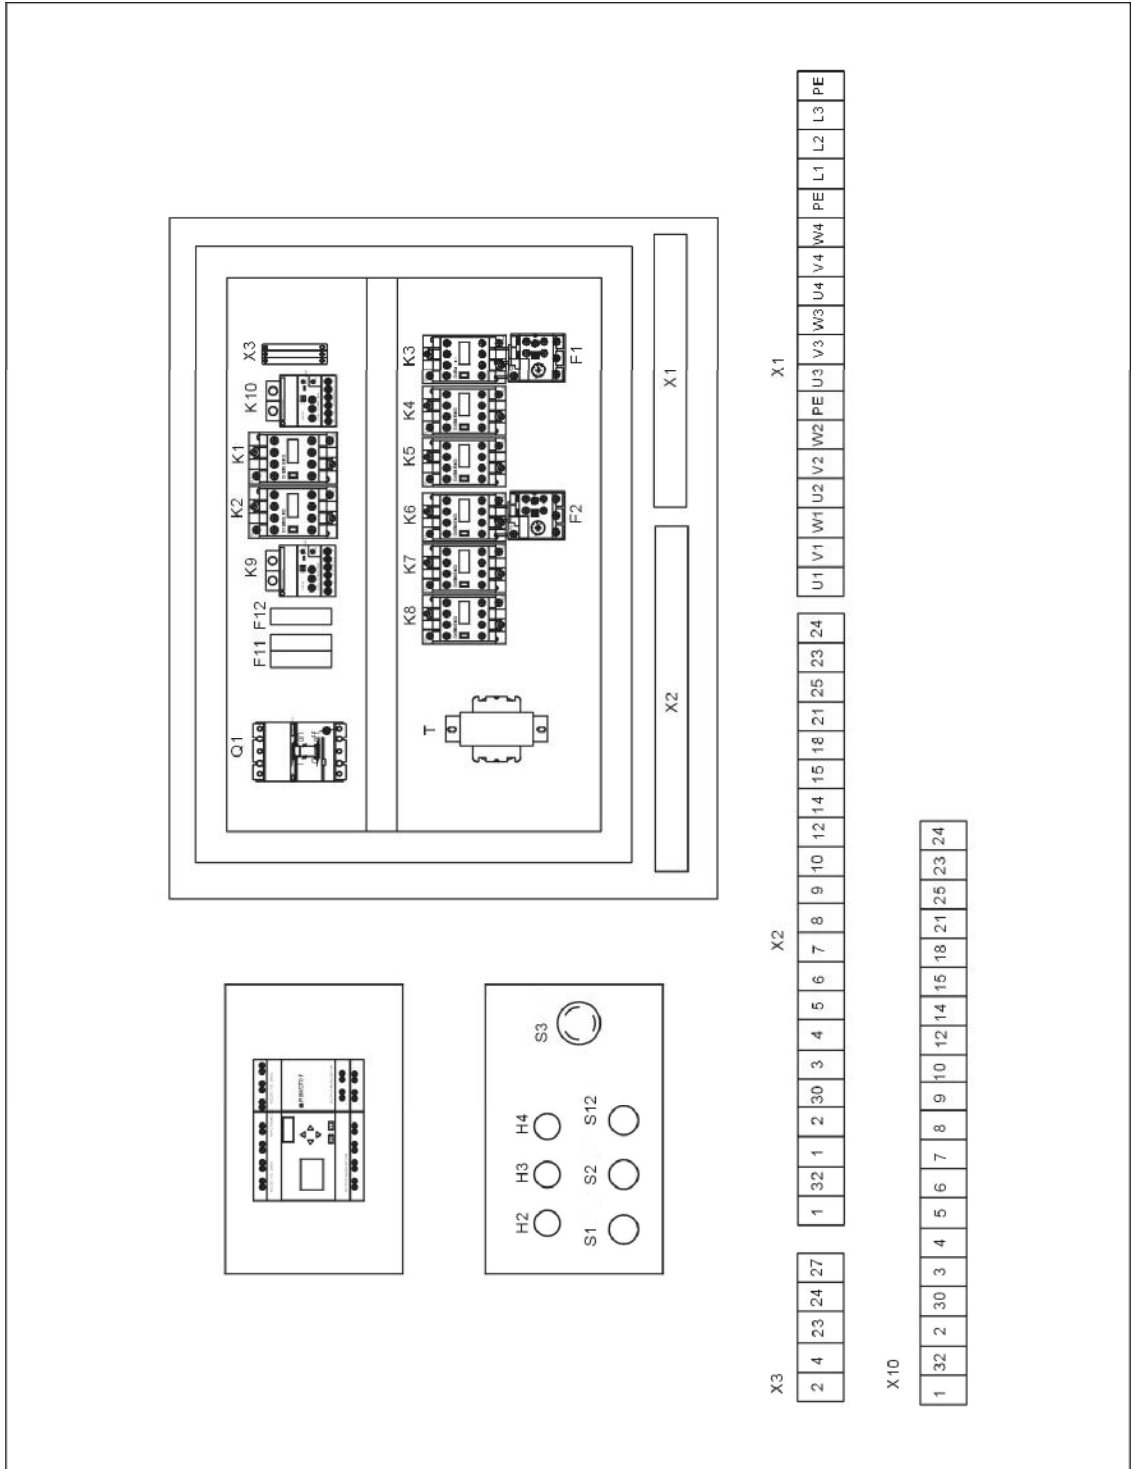 Q1 F11 F12 K9 K2 K1 K10 X3
T K8 K7 K6 K5 K4 K3
F2 F1
X2 X1
H2 H3 H4 S3
S1 S2 S12
X3 X2 X1
2 4 23 24 27
1 32 1 2 30 3 4 5 6 7 8 9 10 12 14 15 18 21 25 23 24
U1 V1 W1 U2 V2 W2 PE U3 V3 W3 U4 V4 W4 PE L1 L2 L3 PE
X10
1 32 2 30 3 4 5 6 7 8 9 10 12 14 15 18 21 25 23 24